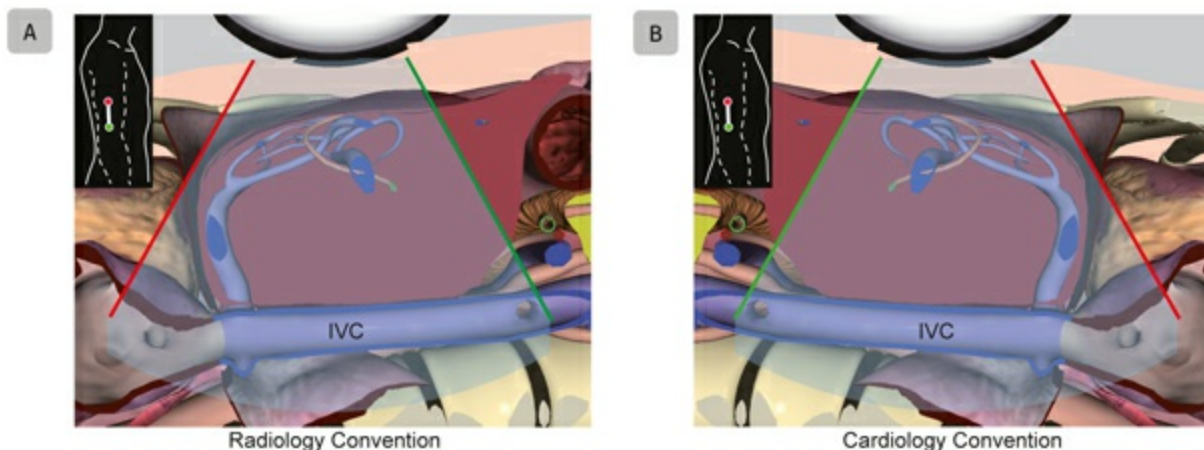 A
B
IVC
IVC
Radiology Convention
Cardiology Convention